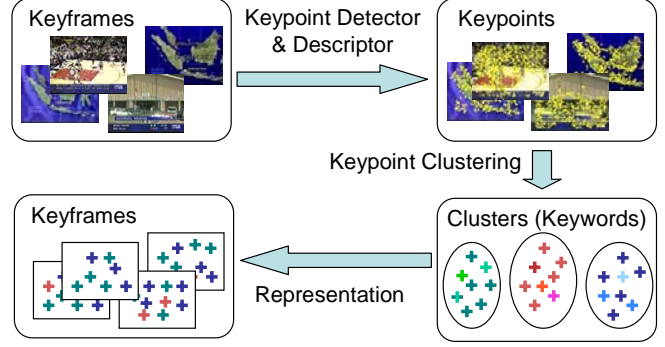 Keyframes
Keypoint Detector
& Descriptor
Keypoints
Keypoint Clustering
Keyframes
Representation
Clusters (Keywords)